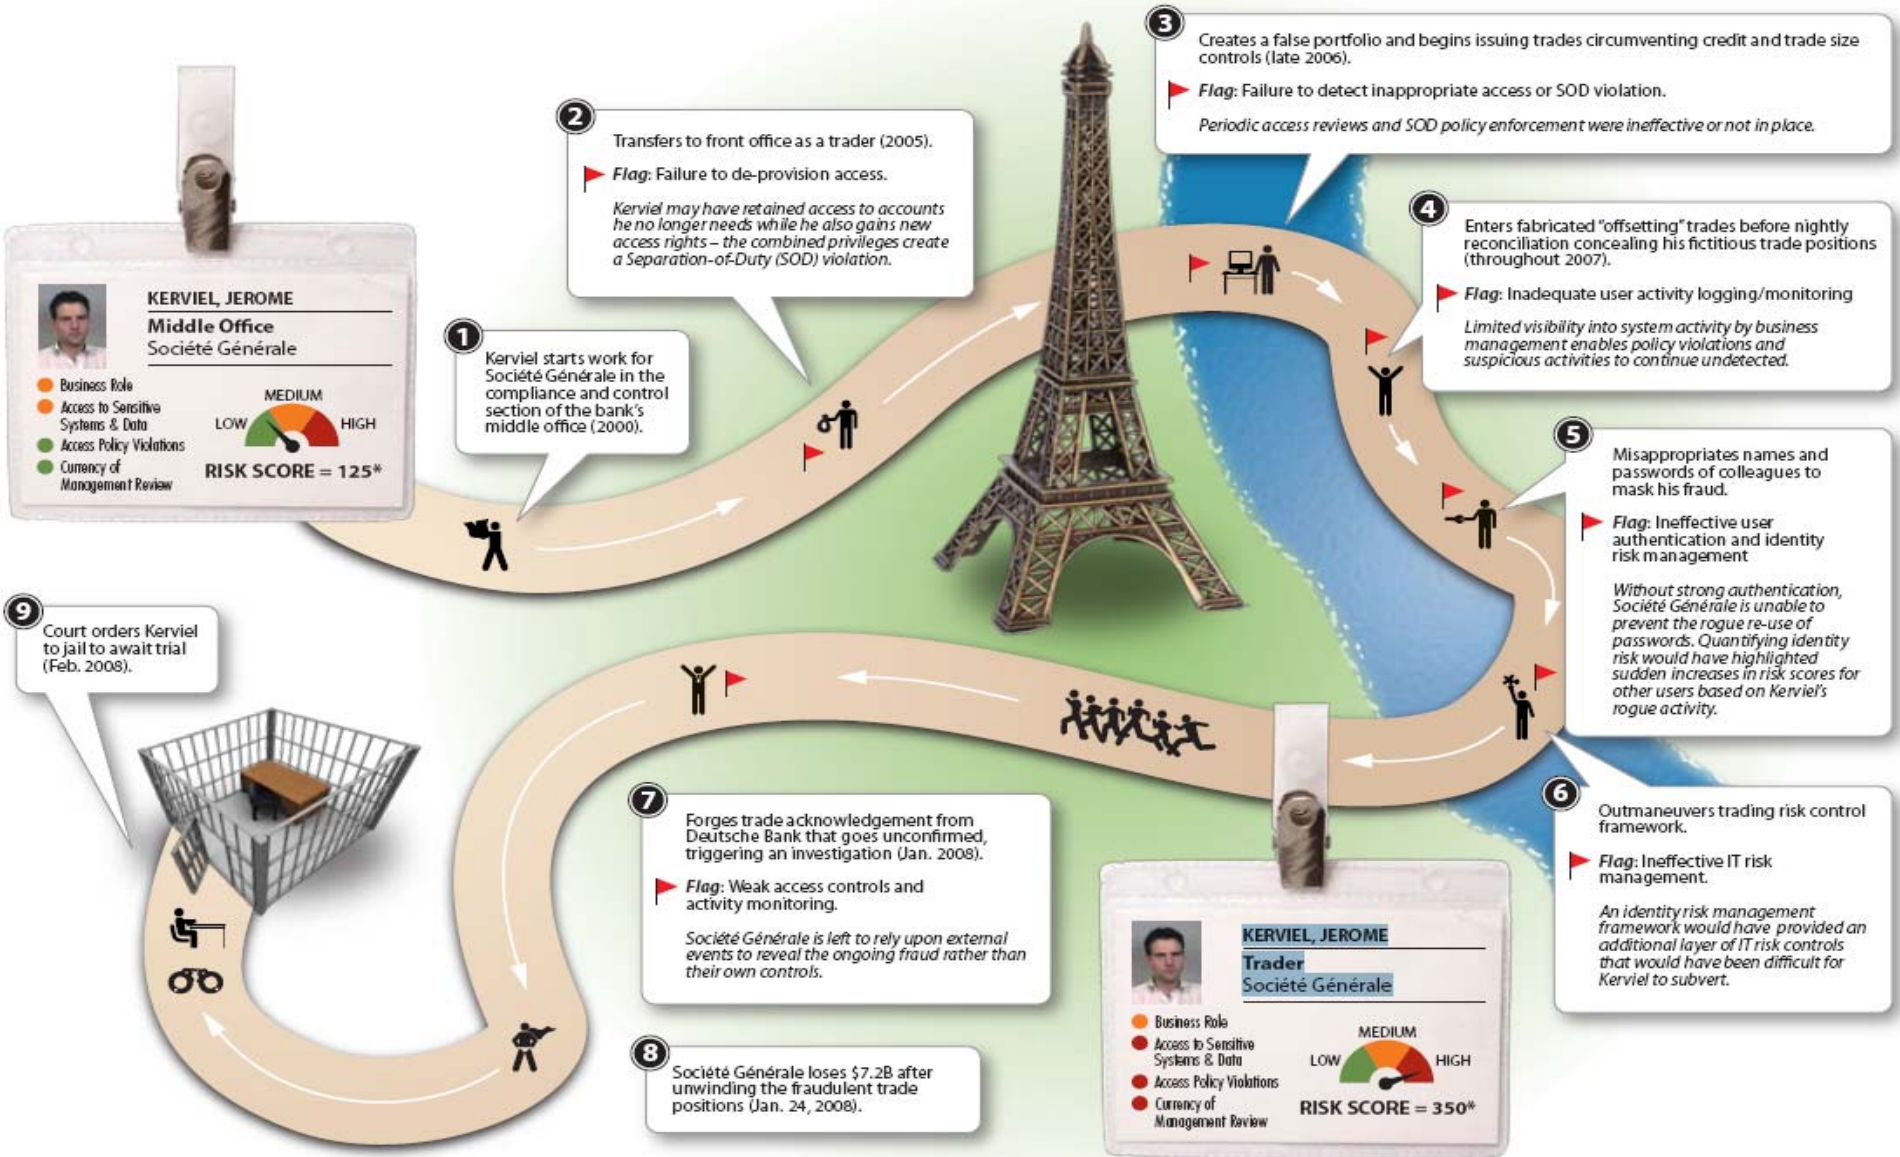 KERVIEL, JEROME
Middle Office
Société Générale
Business Role
Access to Sensitive
Systems & Data
Access Policy Violations
Currency of
Management Review
LOW
MEDIUM
HIGH
RISK SCORE = 125*
1
Kerviel starts work for
Société Générale in the
compliance and control
section of the bank's
middle office (2000).
2
Transfers to front office as a trader (2005).
Flag: Failure to de-provision access.
Kerviel may have retained access to accounts
he no longer needs while he also gains new
access rights – the combined privileges create
a Separation-of-Duty (SOD) violation.
3
Creates a false portfolio and begins issuing trades circumventing credit and trade size
controls (late 2006).
Flag: Failure to detect inappropriate access or SOD violation.
Periodic access reviews and SOD policy enforcement were ineffective or not in place.
4
Enters fabricated "offsetting" trades before nightly
reconciliation concealing his fictitious trade positions
(throughout 2007).
Flag: Inadequate user activity logging/monitoring
Limited visibility into system activity by business
management enables policy violations and
suspicious activities to continue undetected.
5
Misappropriates names and
passwords of colleagues to
mask his fraud.
Flag: Ineffective user
authentication and identity
risk management
Without strong authentication,
Société Générale is unable to
prevent the rogue re-use of
passwords. Quantifying identity
risk would have highlighted
sudden increases in risk scores for
other users based on Kerviel's
rogue activity.
6
Outmaneuvers trading risk control
framework.
Flag: Ineffective IT risk
management.
An identity risk management
framework would have provided an
additional layer of IT risk controls
that would have been difficult for
Kerviel to subvert.
7
Forges trade acknowledgement from
Deutsche Bank that goes unconfirmed,
triggering an investigation (Jan. 2008).
Flag: Weak access controls and
activity monitoring.
Société Générale is left to rely upon external
events to reveal the ongoing fraud rather than
their own controls.
8
Société Générale loses $7.2B after
unwinding the fraudulent trade
positions (Jan. 24, 2008).
9
Court orders Kerviel
to jail to await trial
(Feb. 2008).
KERVIEL, JEROME
Trader
Société Générale
Business Role
Access to Sensitive
Systems & Data
Access Policy Violations
Currency of
Management Review
LOW
MEDIUM
HIGH
RISK SCORE = 350*